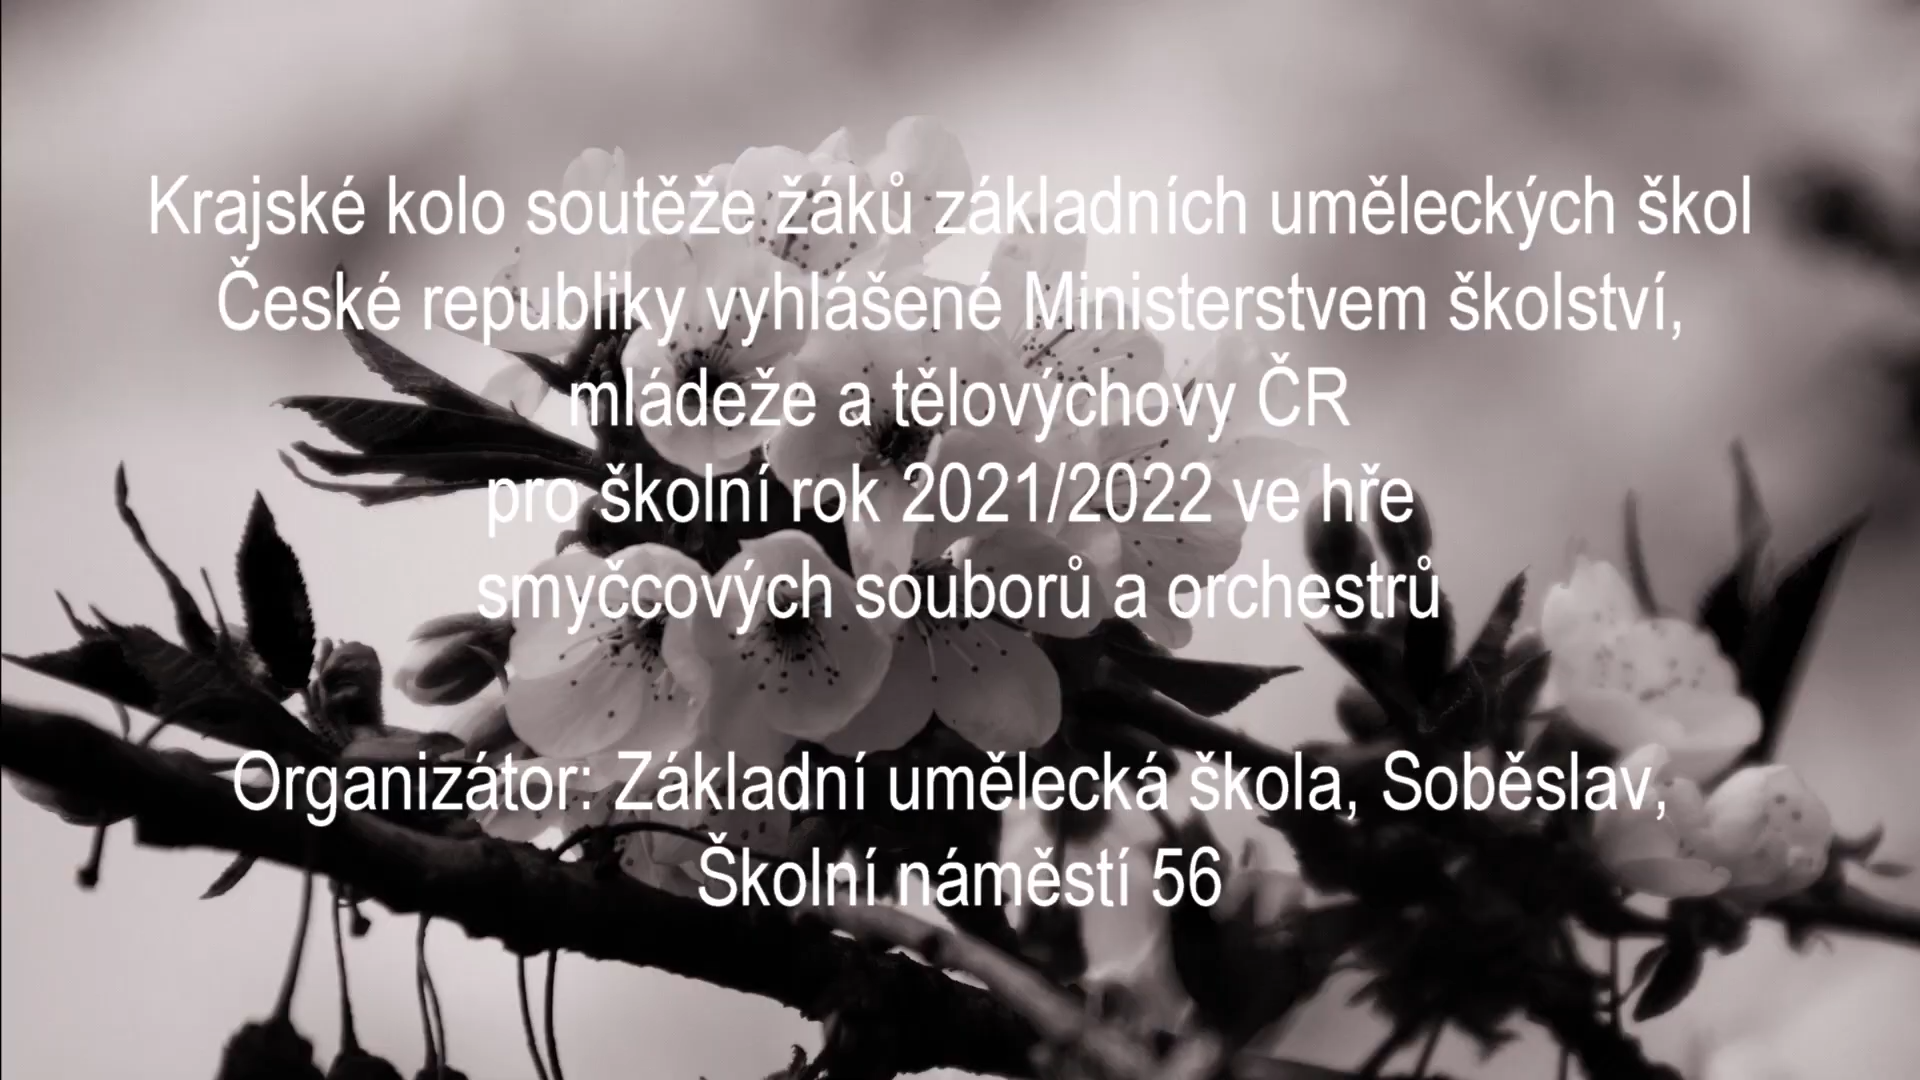 Krajské kolo soutěže žáků základních uměleckých škol
České republiky vyhlášené Ministerstvem školství,
mládeže a tělovýchovy ČR
pro školní rok 2021/2022 ve hře
smyčcových souborů a orchestrů
Organizátor: Základní umělecká škola, Soběslav,
Školní náměstí 56